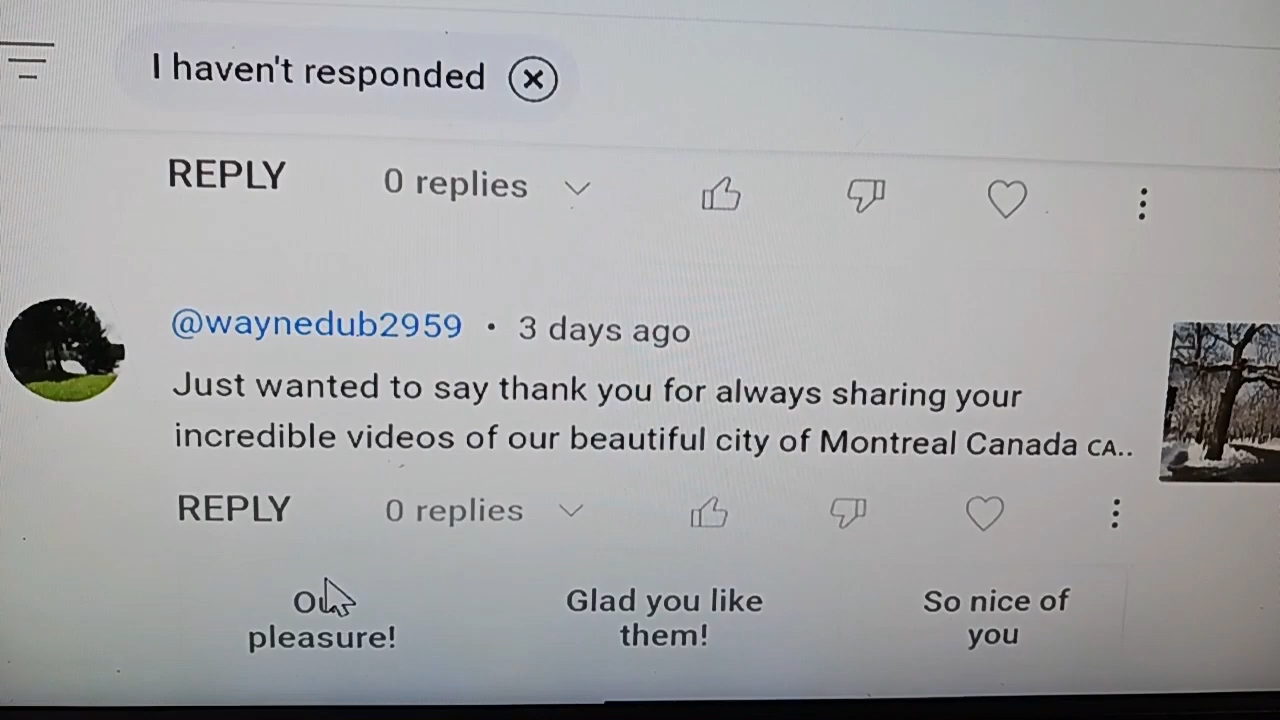 I haven't responded
REPLY 0 replies
@waynedub2959 • 3 days ago
Just wanted to say thank you for always sharing your
incredible videos of our beautiful city of Montreal Canada CA..
REPLY 0 replies
Glad you like
them!
So nice of
you
pleasure!